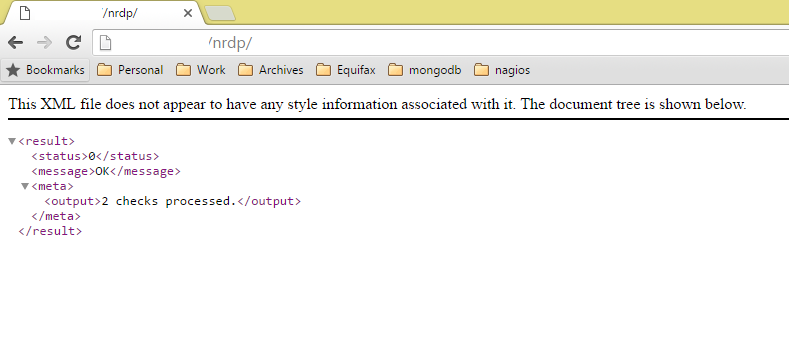 /nrdp/
/nrdp/
Bookmarks Personal Work Archives Equifax mongodb nagios
This XML file does not appear to have any style information associated with it. The document tree is shown below.
<result>
<status>0</status>
<message>OK</message>
<meta>
<output>2 checks processed.</output>
</meta>
</result>